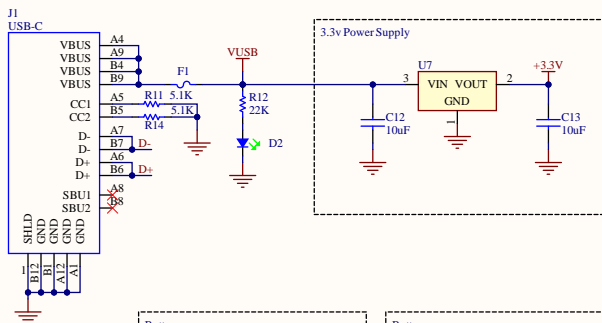 J1
USB-C
VBUS A4
VBUS A9
VBUS B4
VBUS B9
CC1 A5
CC2 B5
D- A7
D- B7 D-
D+ A6
D+ B6 D+
SBU1 A8
SBU2 B8
SHLD
GND
GND
GND
GND
1
B12
B1
A12
A1
F1
R11 5.1K
5.1K
R14
VUSB
R12
22K
D2
3.3v Power Supply
U7
3 VIN VOUT 2
GND
1
C12
10uF
+3.3V
C13
10uF